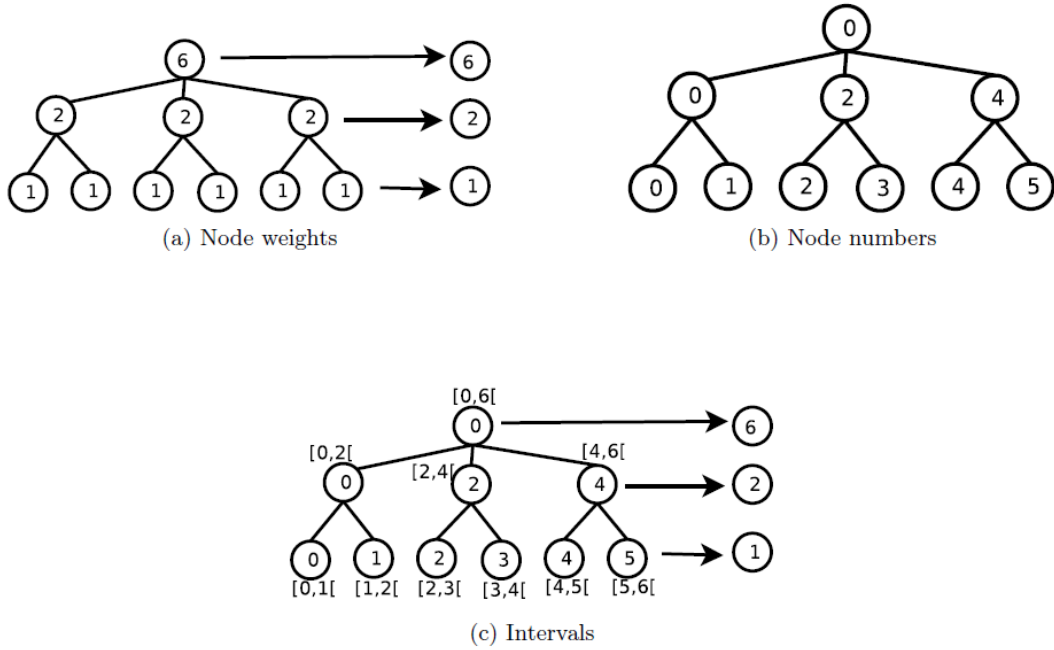 6 6
2 2 2 2
1 1 1 1 1 1 1
(a) Node weights
0
0 2 4
0 1 2 3 4 5
(b) Node numbers
[0,6[
0 6
[0,2[ [2,4[ [4,6[
0 2 4 2
0 1 2 3 4 5 1
[0,1[ [1,2[ [2,3[ [3,4[ [4,5[ [5,6[
(c) Intervals